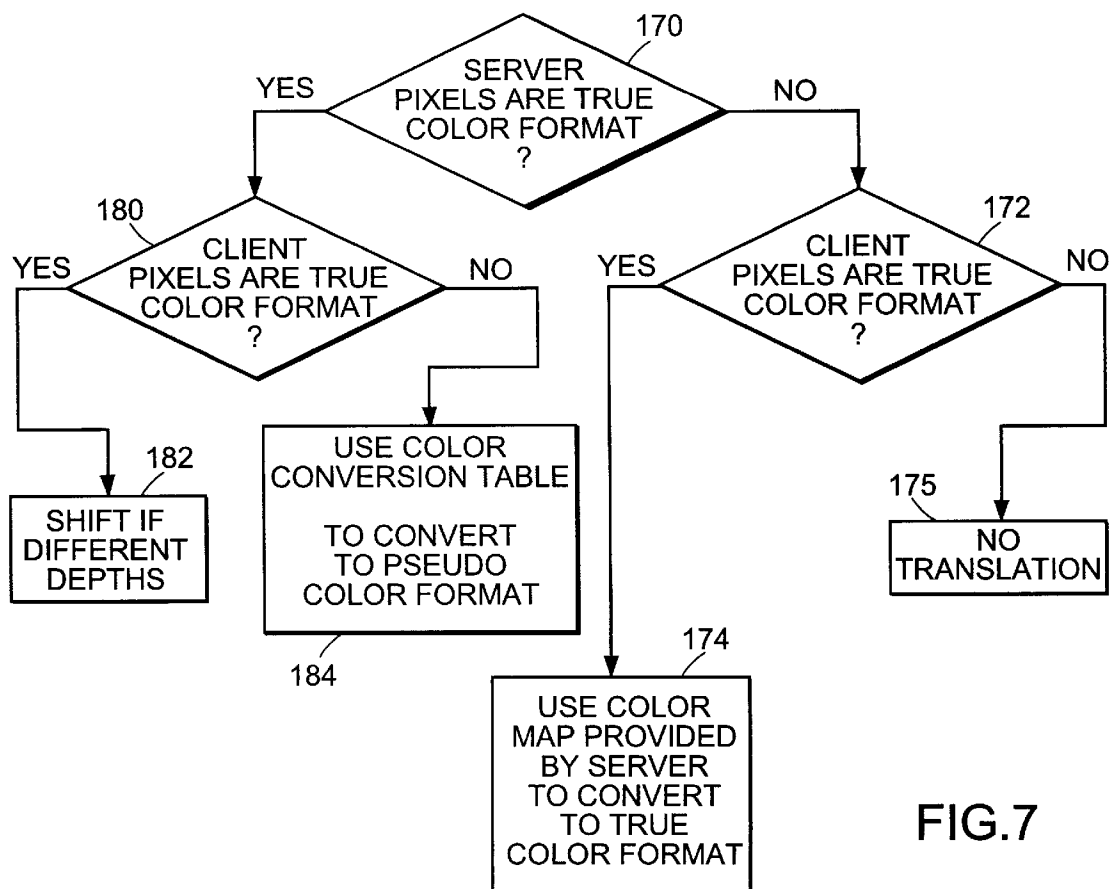 170
SERVER
PIXELS ARE TRUE
COLOR FORMAT
?
YES
NO
180
CLIENT
PIXELS ARE TRUE
COLOR FORMAT
?
YES
NO
172
CLIENT
PIXELS ARE TRUE
COLOR FORMAT
?
YES
NO
182
SHIFT IF
DIFFERENT
DEPTHS
USE COLOR
CONVERSION TABLE
TO CONVERT
TO PSEUDO
COLOR FORMAT
184
175
NO
TRANSLATION
174
USE COLOR
MAP PROVIDED
BY SERVER
TO CONVERT
TO TRUE
COLOR FORMAT
FIG.7